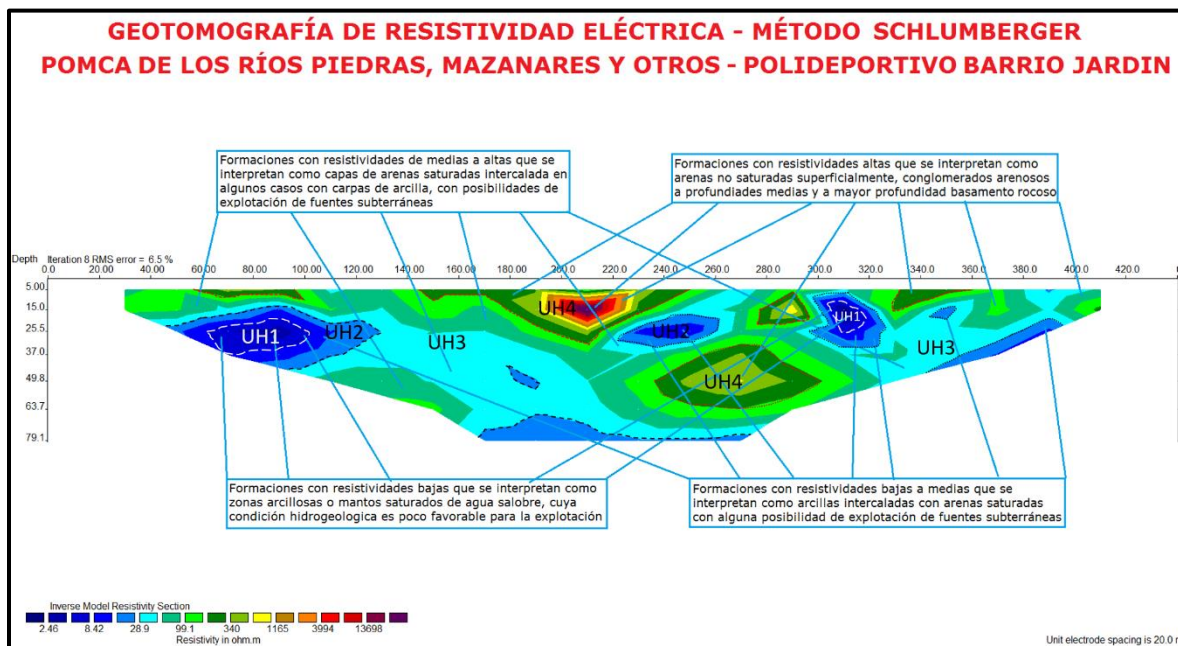 GEOTOMOGRAFÍA DE RESISTIVIDAD ELÉCTRICA - MÉTODO SCHLUMBERGER
POMCA DE LOS RÍOS PIEDRAS, MAZANARES Y OTROS - POLIDEPORTIVO BARRIO JARDIN
Formaciones con resistividades de medias a altas que se
interpretan como capas de arenas saturadas intercalada en
algunos casos con carpas de arcilla, con posibilidades de
explotación de fuentes subterráneas
Formaciones con resistividades altas que se interpretan como
arenas no saturadas superficialmente, conglomerados arenosos
a profundiades medias y a mayor profundidad basamento rocoso
Depth Iteration 8 RMS error = 6.5 %
0.0 20.00 40.00 60.00 80.00 100.00 120.0 140.0 160.0 180.0 200.0 220.0 240.0 260.0 280.0 300.0 320.0 340.0 360.0 380.0 400.0 420.0
5.00
15.0
25.5
37.0
49.8
63.7
79.1
UH1 UH2 UH3 UH4 UH2 UH4 UH1 UH3
Formaciones con resistividades bajas que se interpretan como
zonas arcillosas o mantos saturados de agua salobre, cuya
condición hidrogeologica es poco favorable para la explotación
Formaciones con resistividades bajas a medias que se
interpretan como arcillas intercaladas con arenas saturadas
con alguna posibilidad de explotación de fuentes subterráneas
Inverse Model Resistivity Section
2.46 8.42 28.9 99.1 340 1165 3994 13698
Resistivity in ohm.m
Unit electrode spacing is 20.0